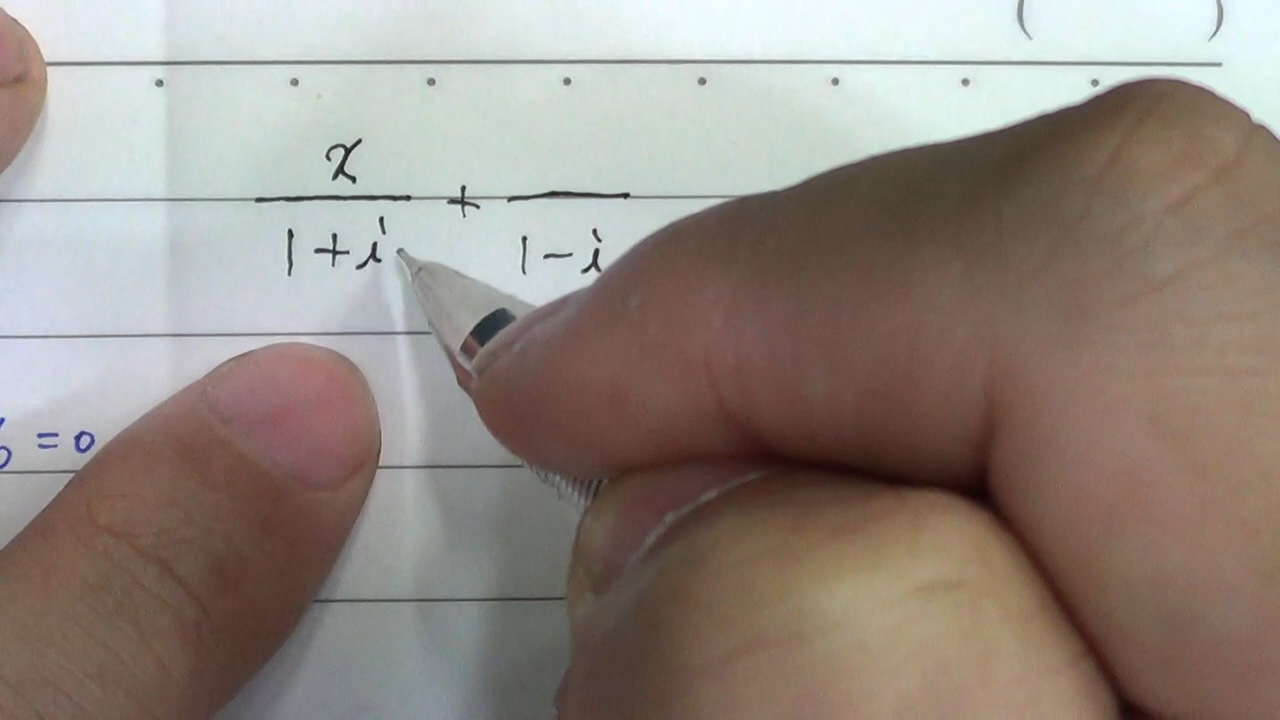 ( )
x
+
1+i 1-i
= 0